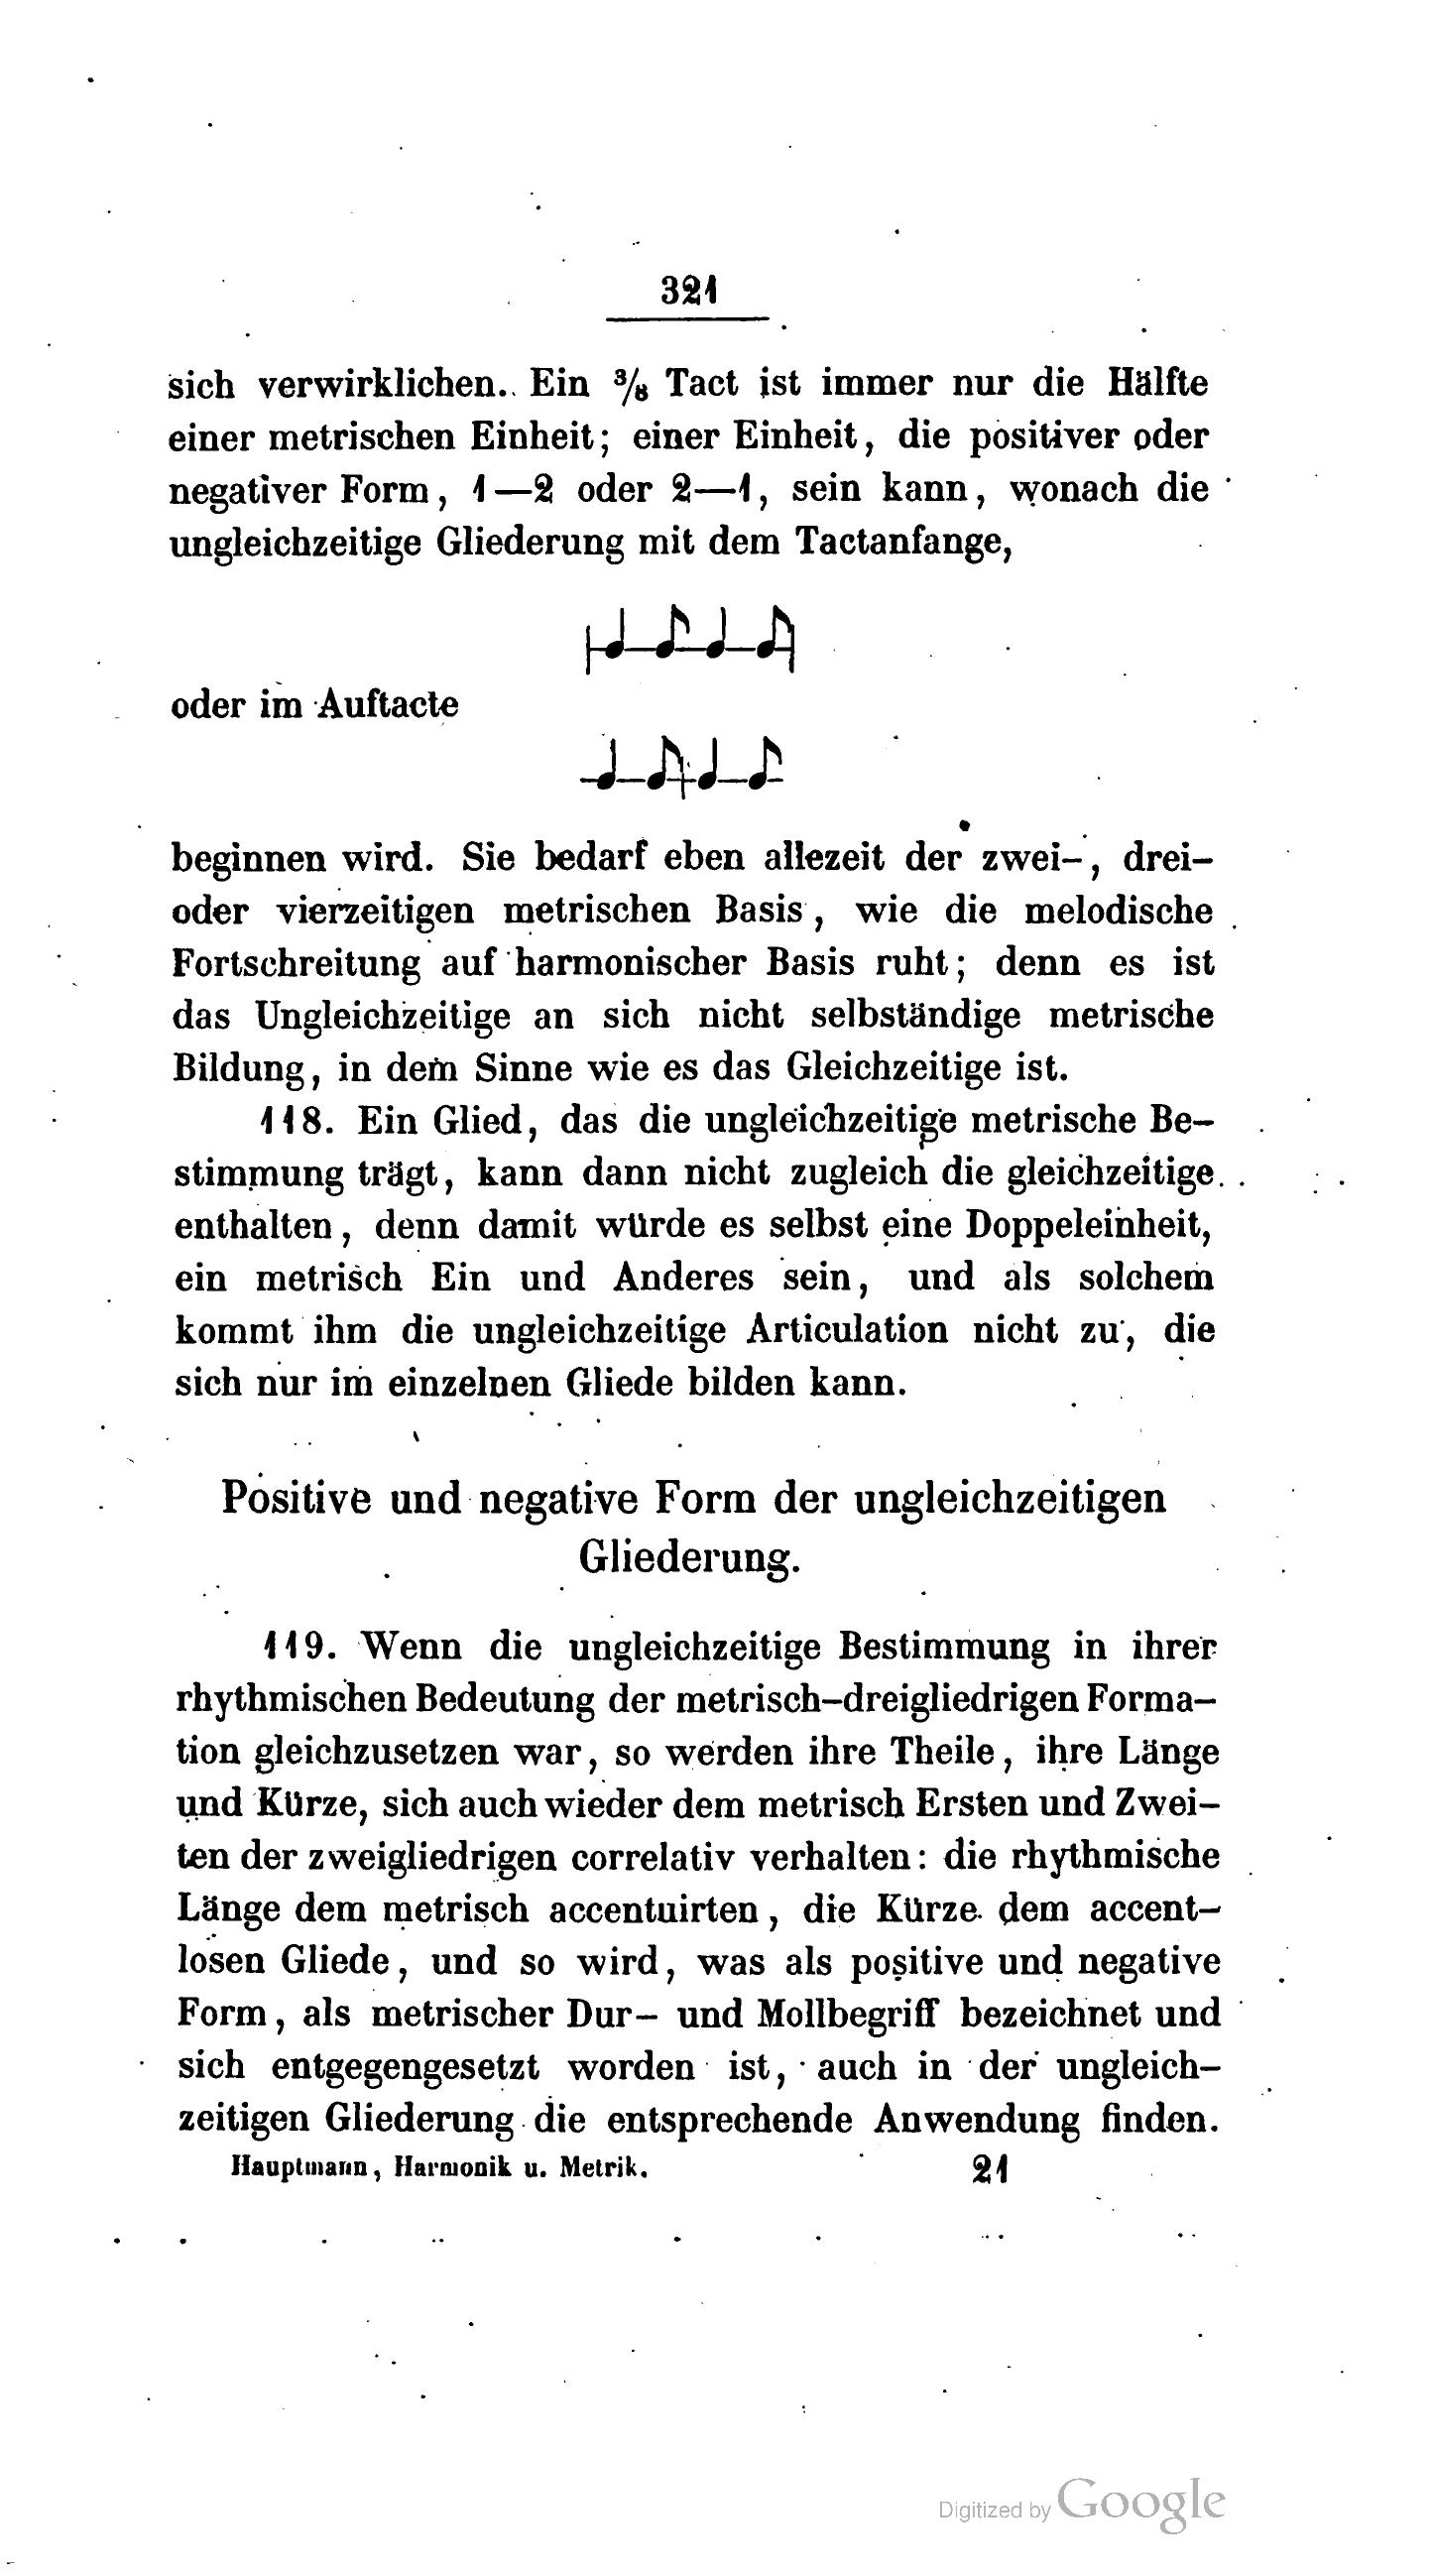 321
sich verwirklichen. Ein 3/8 Tact ist immer nur die Hälfte
einer metrischen Einheit; einer Einheit, die positiver oder
negativer Form, 1—2 oder 2—1, sein kann, wonach die
ungleichzeitige Gliederung mit dem Tactanfange,
oder im Auftacte
beginnen wird. Sie bedarf eben allezeit der zwei-, drei-
oder vierzeitigen metrischen Basis, wie die melodische
Fortschreitung auf harmonischer Basis ruht; denn es ist
das Ungleichzeitige an sich nicht selbständige metrische
Bildung, in dem Sinne wie es das Gleichzeitige ist.
118. Ein Glied, das die ungleichzeitige metrische Be-
stimmung trägt, kann dann nicht zugleich die gleichzeitige
enthalten, denn damit würde es selbst eine Doppeleinheit,
ein metrisch Ein und Anderes sein, und als solchem
kommt ihm die ungleichzeitige Articulation nicht zu, die
sich nur im einzelnen Gliede bilden kann.
Positive und negative Form der ungleichzeitigen
Gliederung.
119. Wenn die ungleichzeitige Bestimmung in ihrer
rhythmischen Bedeutung der metrisch-dreigliedrigen Forma-
tion gleichzusetzen war, so werden ihre Theile, ihre Länge
und Kürze, sich auch wieder dem metrisch Ersten und Zwei-
ten der zweigliedrigen correlativ verhalten: die rhythmische
Länge dem metrisch accentuirten, die Kürze dem accent-
losen Gliede, und so wird, was als positive und negative
Form, als metrischer Dur- und Mollbegriff bezeichnet und
sich entgegengesetzt worden ist, auch in der ungleich-
zeitigen Gliederung die entsprechende Anwendung finden.
Hauptmann, Harmonik u. Metrik. 21
Digitized by Google